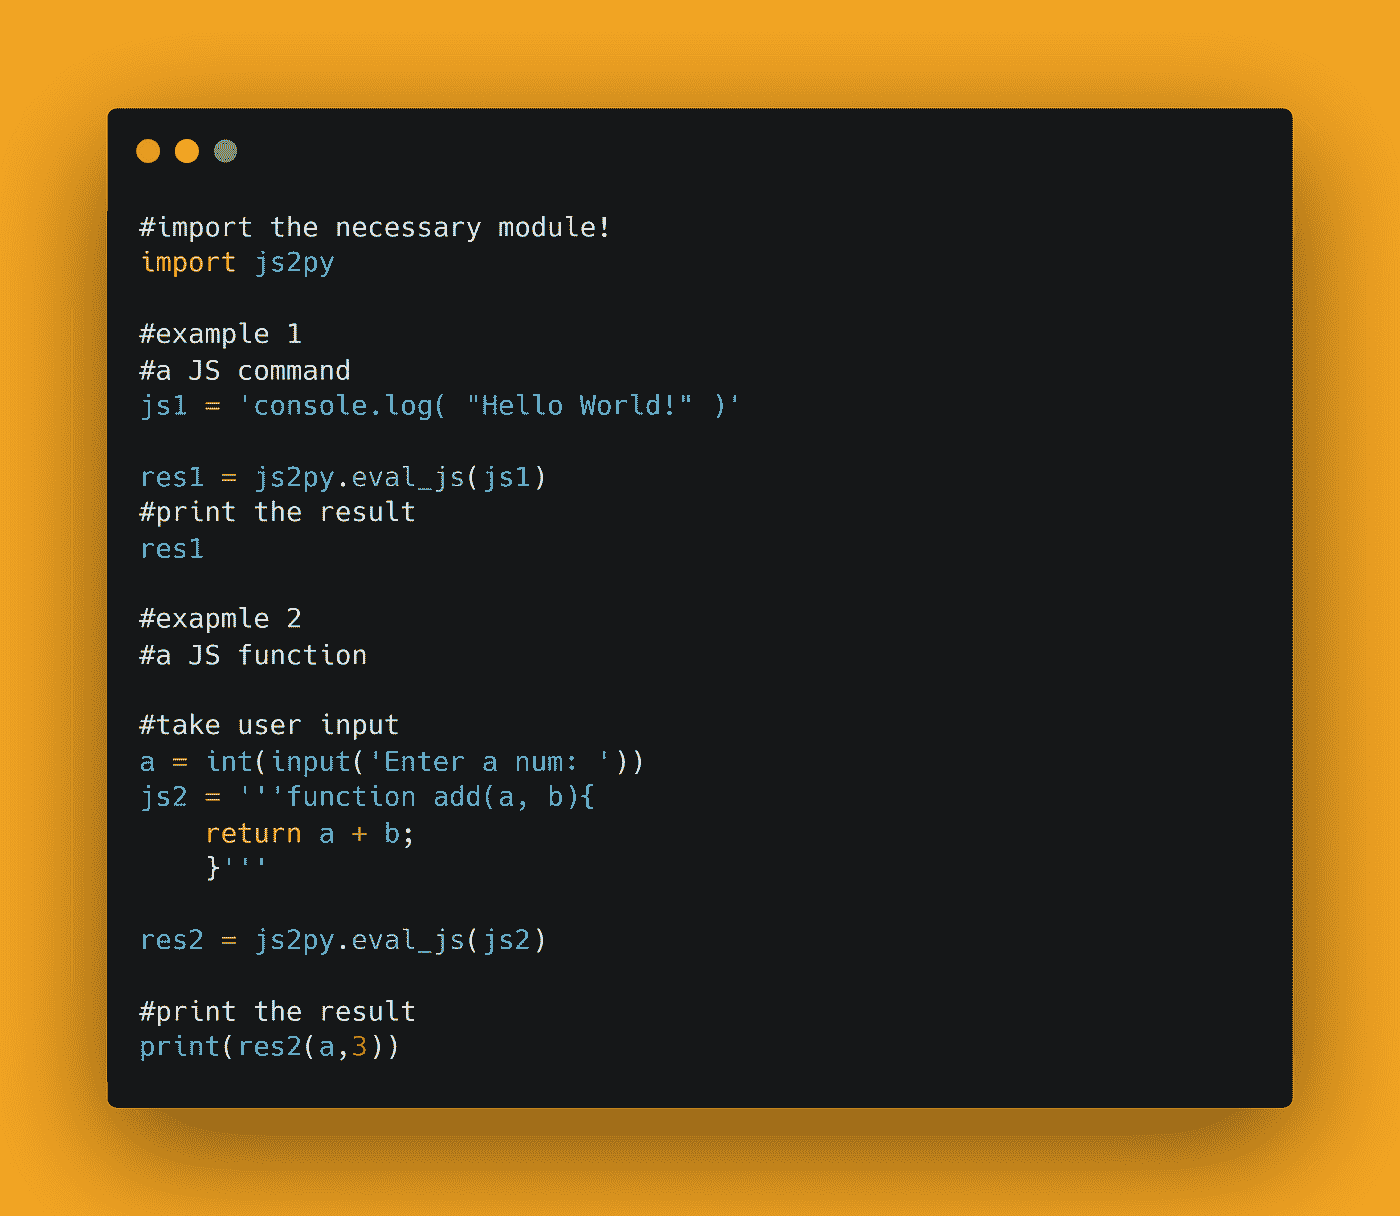 #import the necessary module!
import js2py
#example 1
#a JS command
js1 = 'console.log( "Hello World!" )'
res1 = js2py.eval_js(js1)
#print the result
res1
#exapmle 2
#a JS function
#take user input
a = int(input('Enter a num: '))
js2 = '''function add(a, b){
    return a + b;
    }'''
res2 = js2py.eval_js(js2)
#print the result
print(res2(a,3))